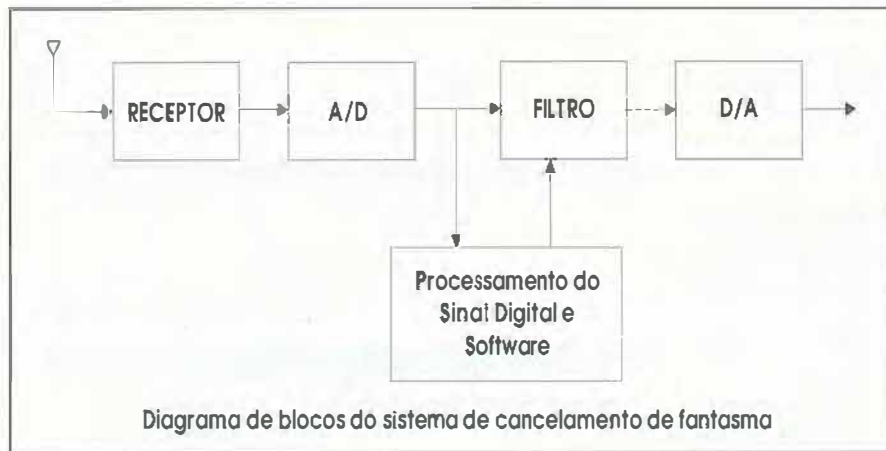 RECEPTOR
A/D
FILTRO
D/A
Processamento do
Sinal Digital e
Software
Diagrama de blocos do sistema de cancelamento de fantasma